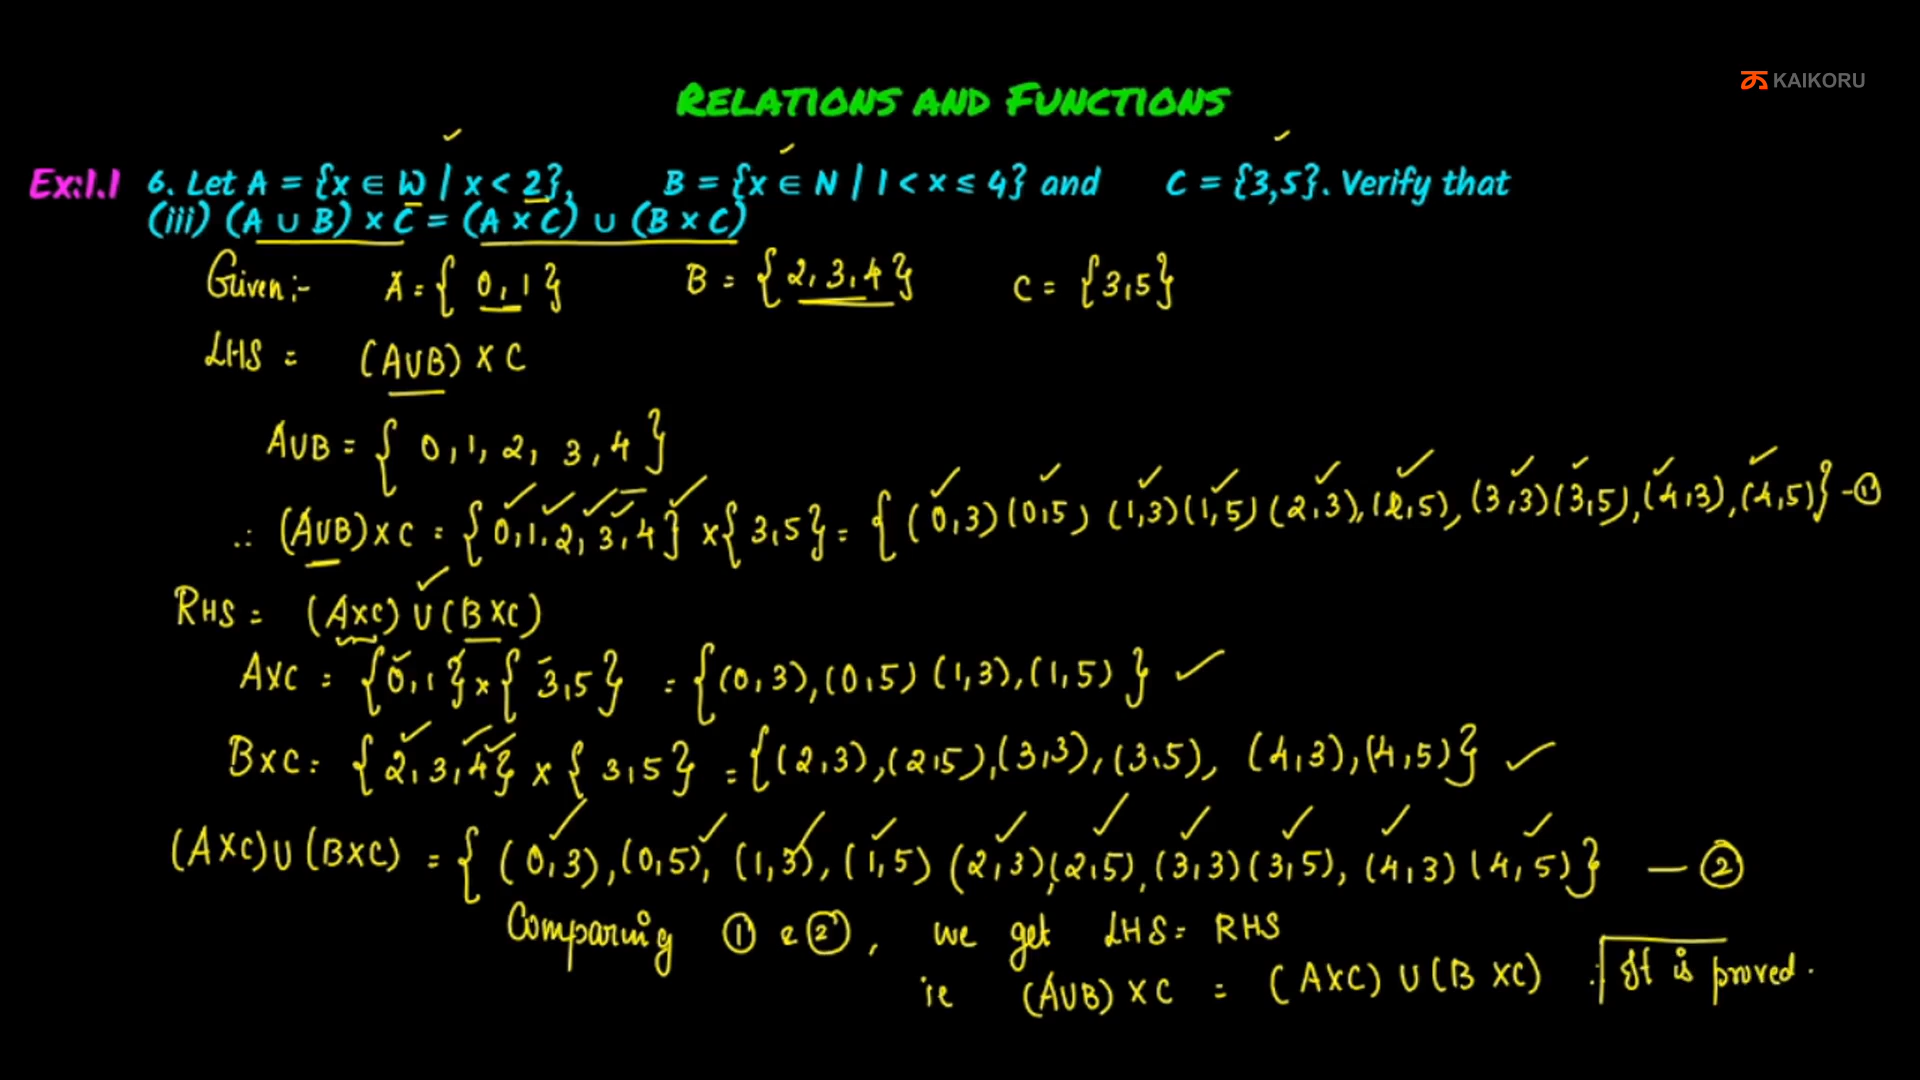 KAIKORU
RELATIONS AND FUNCTIONS
Ex:1.1 6. Let A = {x ∈ W | x < 2}, B = {x ∈ N | 1 < x ≤ 4} and C = {3,5}. Verify that
(iii) (A ∪ B) × C = (A × C) ∪ (B × C)
Given:- A = { 0,1 } B = { 2,3,4 } C = {3,5}
LHS = (A∪B) × C
A∪B = { 0,1, 2, 3,4 }
∴ (A∪B)×C = { 0,1,2,3,4 } ×{ 3,5 } = { (0,3)(0,5) (1,3)(1,5) (2,3),(2,5), (3,3)(3,5),(4,3),(4,5)} -①
RHS = (A×C) ∪ (B×C)
A×C = {0,1}×{ 3,5 } = {(0,3),(0,5) (1,3),(1,5) }
B×C = {2,3,4} × { 3,5 } = {(2,3),(2,5),(3,3),(3,5), (4,3),(4,5)}
(A×C)∪(B×C) = { (0,3),(0,5), (1,3), (1,5) (2,3),(2,5),(3,3)(3,5), (4,3)(4,5)} — ②
Comparing ① & ②, we get LHS = RHS
ie (A∪B) × C = (A×C) ∪ (B×C) ∴ It is proved.